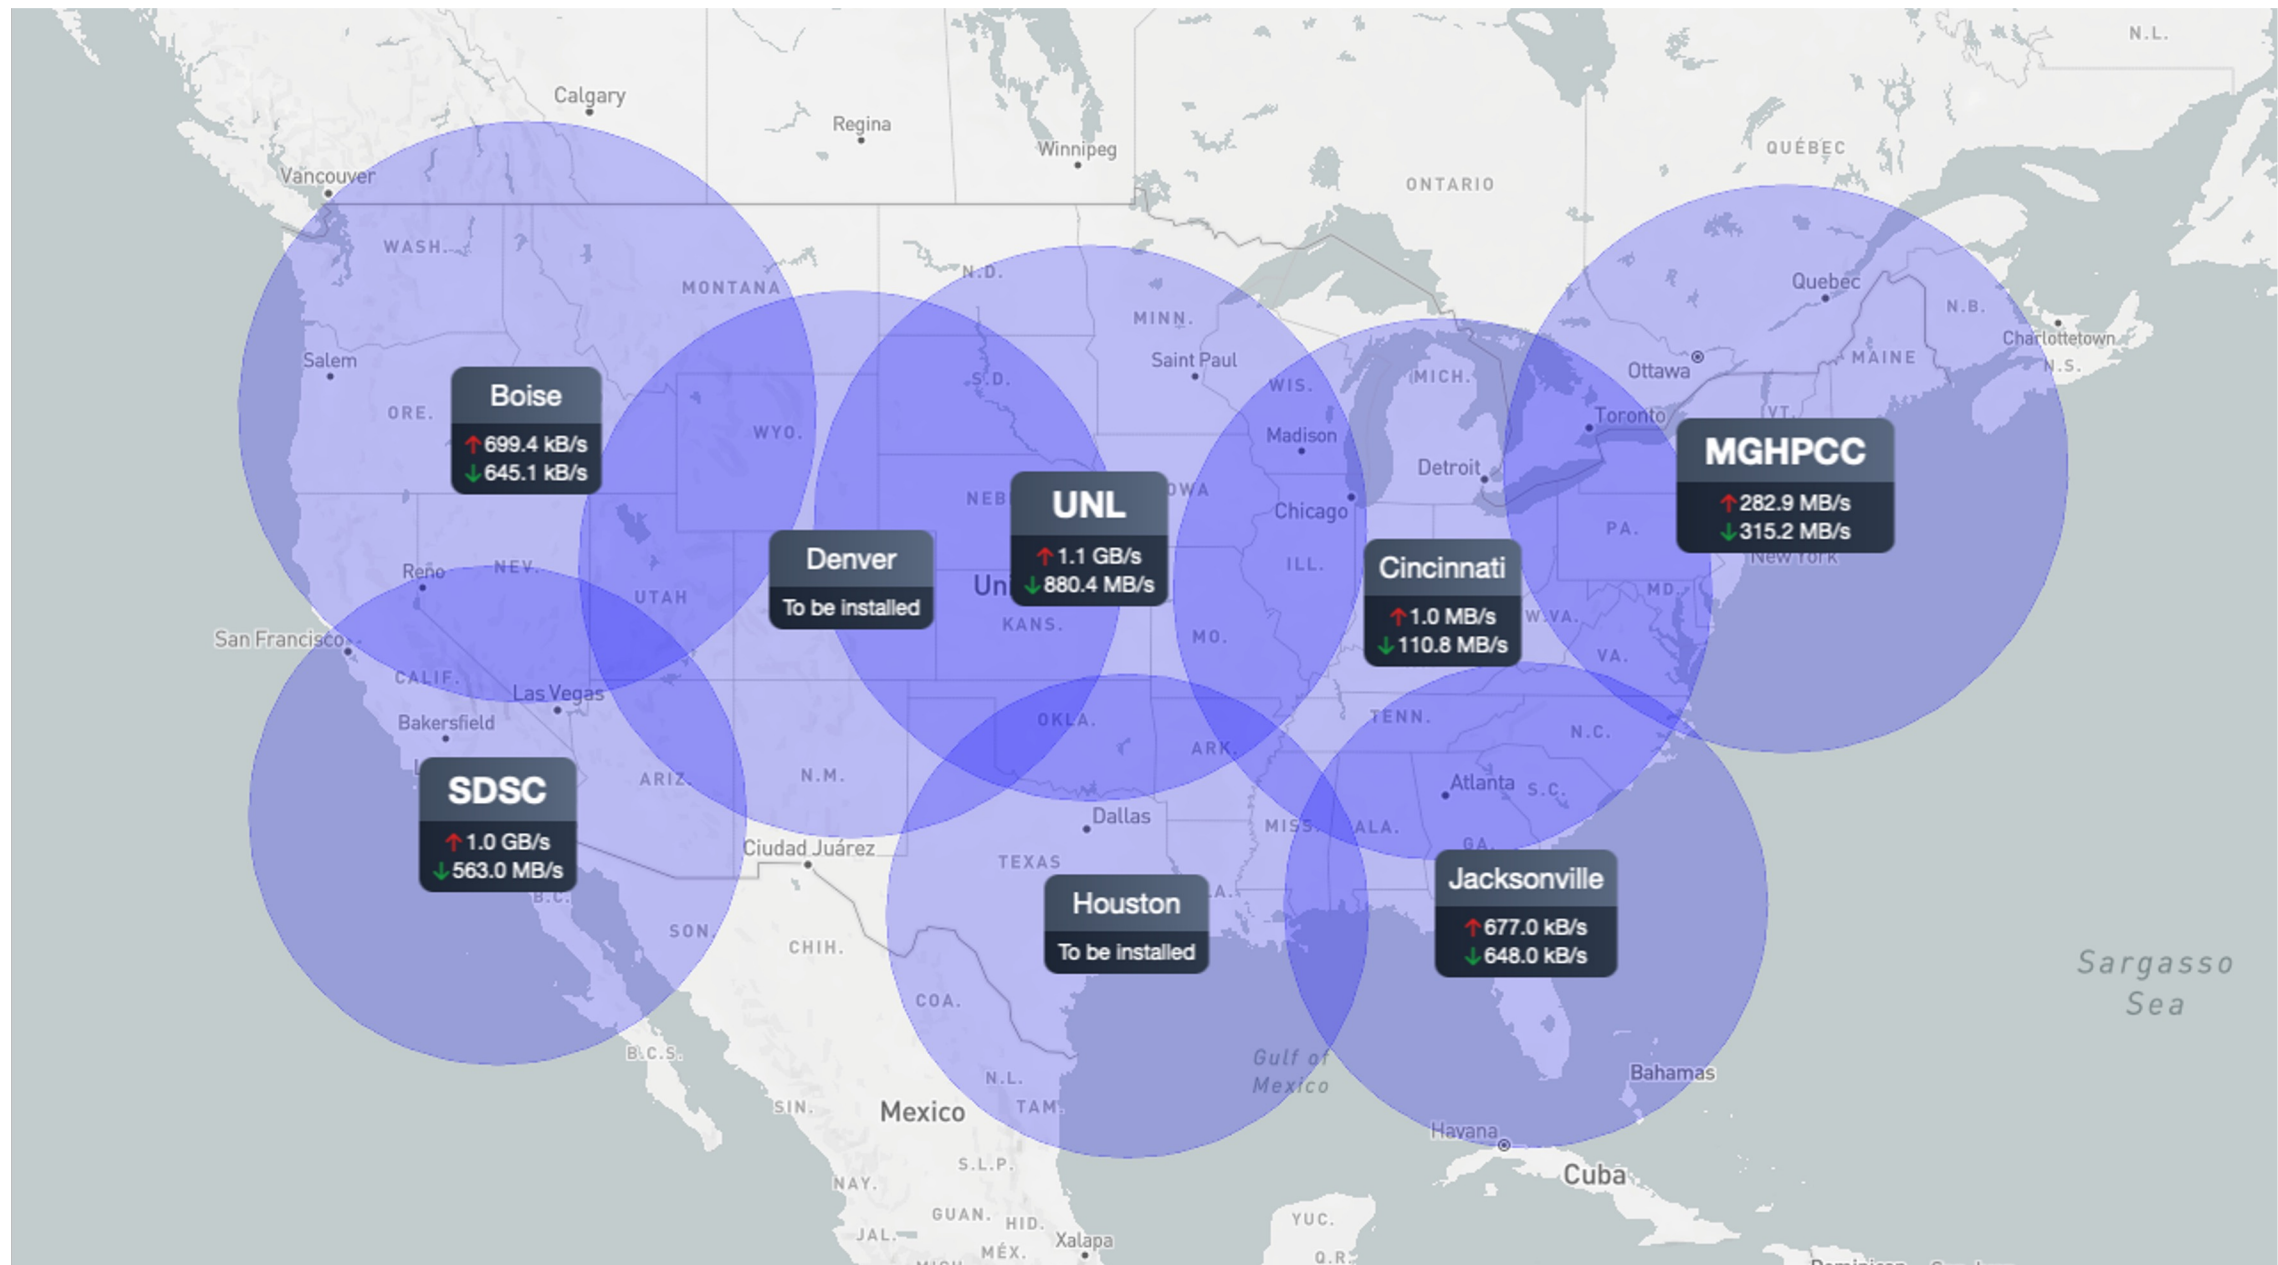 N.L.
Calgary
Regina
Winnipeg
QUÉBEC
Vancouver
ONTARIO
WASH.
MONTANA
N.D.
Quebec
N.B.
MINN.
Charlottetown
Salem
Saint Paul
Ottawa
MAINE
N.S.
S.D.
WIS.
MICH.
Boise
ORE.
Toronto
VT.
WYO.
Madison
↑699.4 kB/s
↓645.1 kB/s
MGHPCC
Detroit
NEB
UNL
OWA
Chicago
↑282.9 MB/s
↓315.2 MB/s
PA.
New York
Reno
NEV.
Denver
↑1.1 GB/s
↓880.4 MB/s
Uni
ILL.
Cincinnati
UTAH
To be installed
MD.
KANS.
MO.
↑1.0 MB/s
↓110.8 MB/s
W.VA.
VA.
San Francisco
CALIF.
Las Vegas
Bakersfield
OKLA.
ARK.
TENN.
N.C.
L
SDSC
ARIZ.
N.M.
Atlanta
S.C.
↑1.0 GB/s
↓563.0 MB/s
Dallas
MISS.
ALA.
GA.
Ciudad Juárez
TEXAS
B.C.
Houston
Jacksonville
A.
SON.
CHIH.
To be installed
↑677.0 kB/s
↓648.0 kB/s
Sargasso
Sea
COA.
B.C.S.
Gulf of
Mexico
N.L.
Bahamas
SIN.
Mexico
TAM.
Havana
S.L.P.
Cuba
NAY.
GUAN.
HID.
YUC.
JAL.
MÉX.
Xalapa
Q.R.